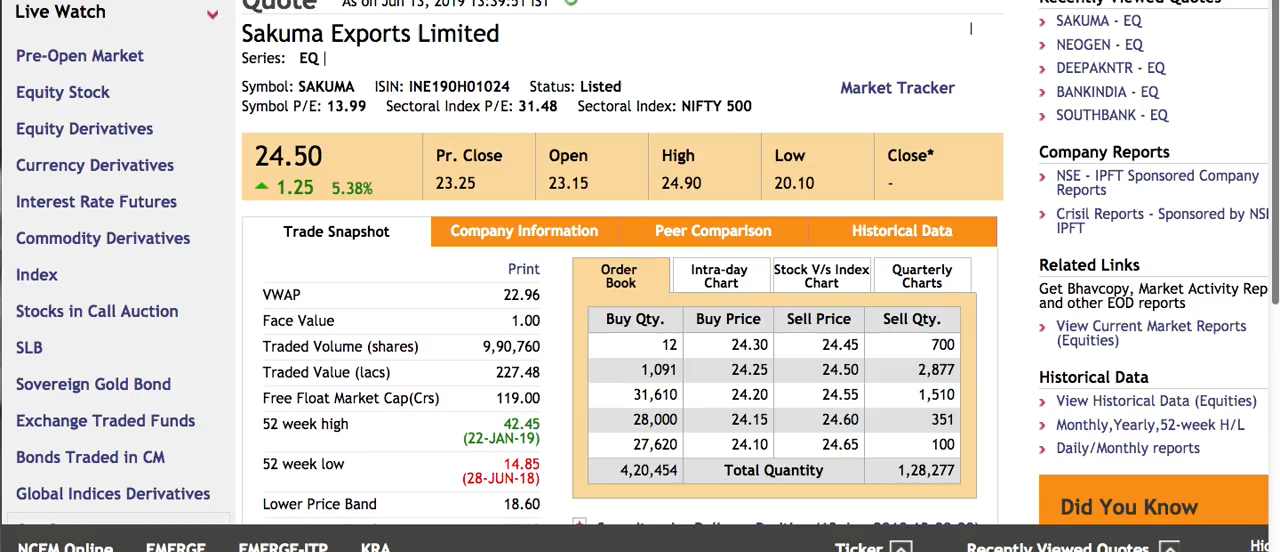 Live Watch
Pre-Open Market
Equity Stock
Equity Derivatives
Currency Derivatives
Interest Rate Futures
Commodity Derivatives
Index
Stocks in Call Auction
SLB
Sovereign Gold Bond
Exchange Traded Funds
Bonds Traded in CM
Global Indices Derivatives
Quote As on Jun 13, 2019 13:39:51 IST
Sakuma Exports Limited
Series: EQ |
Symbol: SAKUMA ISIN: INE190H01024 Status: Listed
Symbol P/E: 13.99 Sectoral Index P/E: 31.48 Sectoral Index: NIFTY 500
Market Tracker
24.50 Pr. Close Open High Low Close*
1.25 5.38% 23.25 23.15 24.90 20.10 -
Trade Snapshot Company Information Peer Comparison Historical Data
Print
VWAP 22.96
Face Value 1.00
Traded Volume (shares) 9,90,760
Traded Value (lacs) 227.48
Free Float Market Cap(Crs) 119.00
52 week high 42.45
(22-JAN-19)
52 week low 14.85
(28-JUN-18)
Lower Price Band 18.60
Order Book Intra-day Chart Stock V/s Index Chart Quarterly Charts
Buy Qty. Buy Price Sell Price Sell Qty.
12 24.30 24.45 700
1,091 24.25 24.50 2,877
31,610 24.20 24.55 1,510
28,000 24.15 24.60 351
27,620 24.10 24.65 100
4,20,454 Total Quantity 1,28,277
Recently Viewed Quotes
SAKUMA - EQ
NEOGEN - EQ
DEEPAKNTR - EQ
BANKINDIA - EQ
SOUTHBANK - EQ
Company Reports
NSE - IPFT Sponsored Company
Reports
Crisil Reports - Sponsored by NSE
IPFT
Related Links
Get Bhavcopy, Market Activity Rep
and other EOD reports
View Current Market Reports
(Equities)
Historical Data
View Historical Data (Equities)
Monthly,Yearly,52-week H/L
Daily/Monthly reports
Did You Know
NCFM Online EMERGE EMERGE-ITP KRA Ticker Recently Viewed Quotes